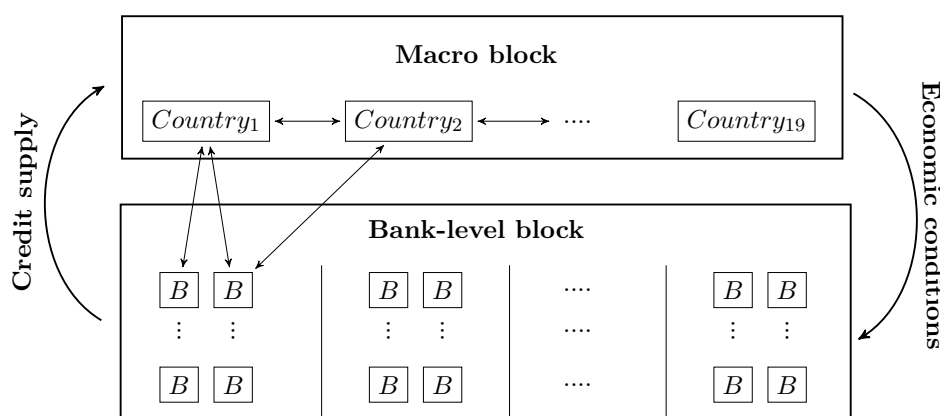 Macro block
Country1 Country2 .... Country19
Credit supply
Economic conditions
Bank-level block
B B B B .... B B
⋮ ⋮ ⋮ ⋮ .... ⋮ ⋮
B B B B .... B B